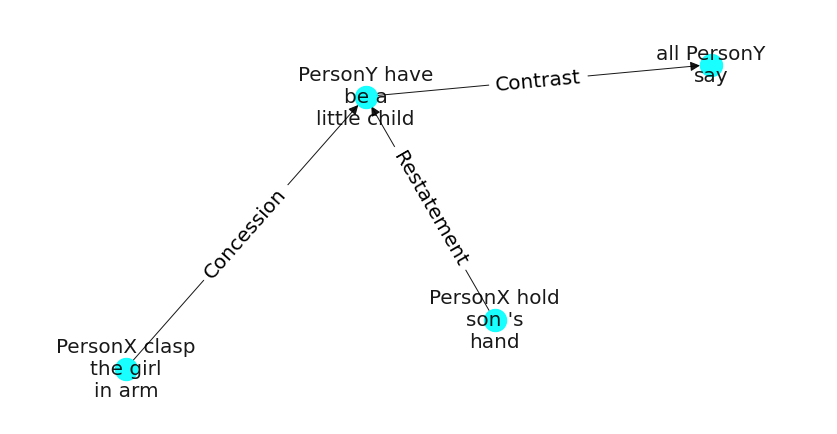 all PersonY
say
PersonY have
be a
little child
Contrast
Restatement
Concession
PersonX hold
son 's
hand
PersonX clasp
the girl
in arm